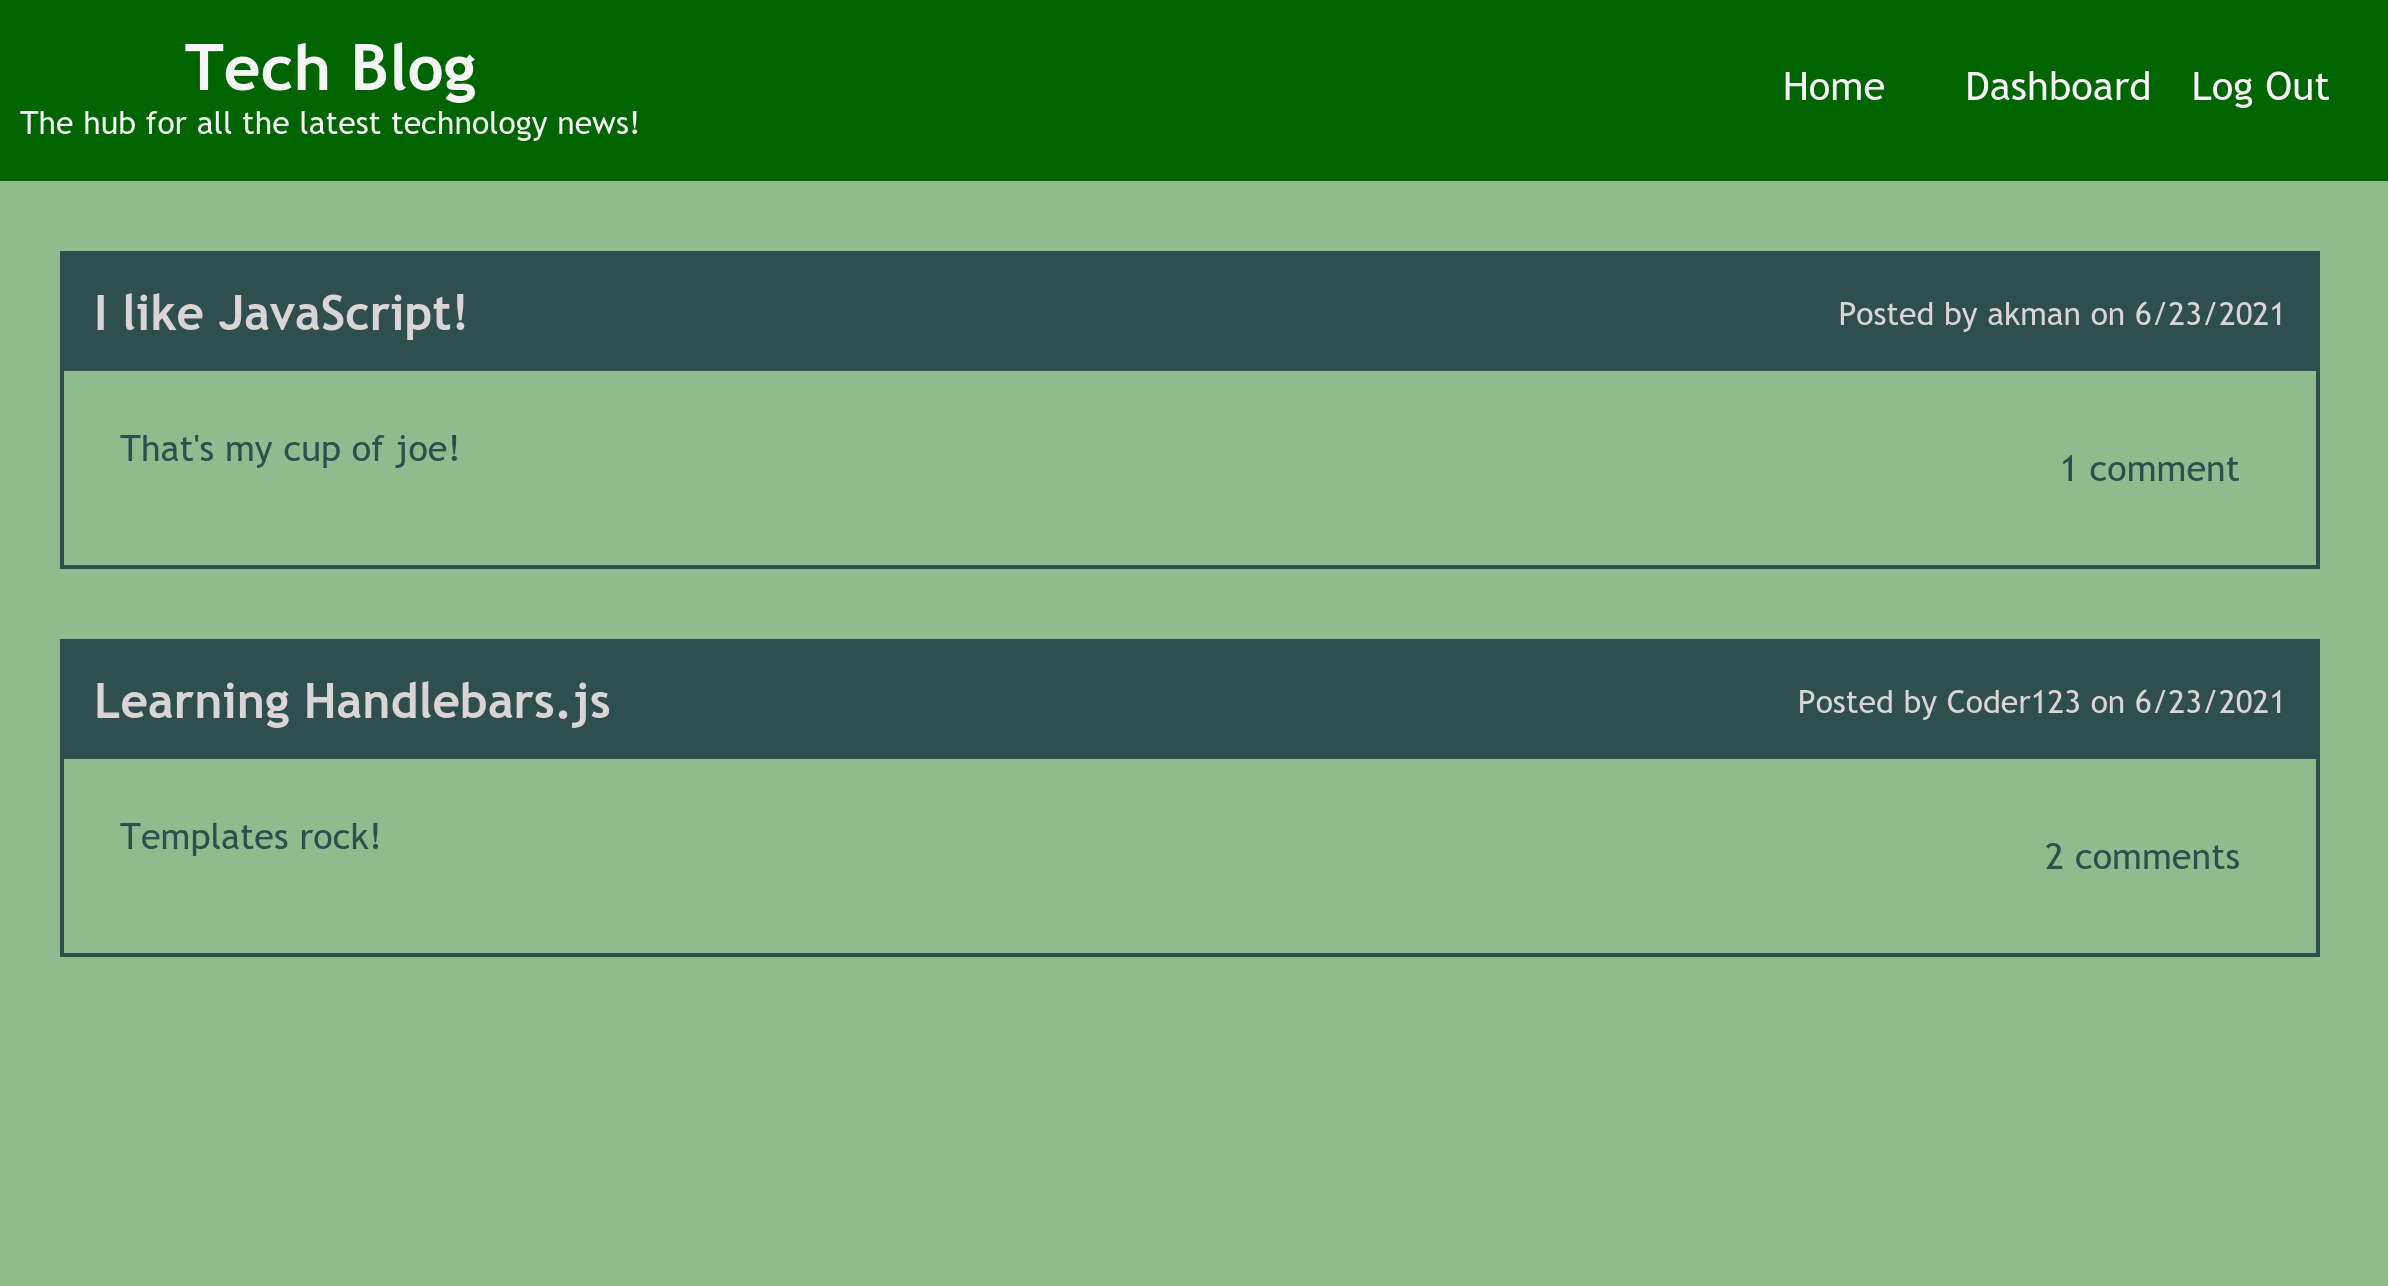 Tech Blog
The hub for all the latest technology news!
Home Dashboard Log Out
I like JavaScript!
Posted by akman on 6/23/2021
That's my cup of joe!
1 comment
Learning Handlebars.js
Posted by Coder123 on 6/23/2021
Templates rock!
2 comments